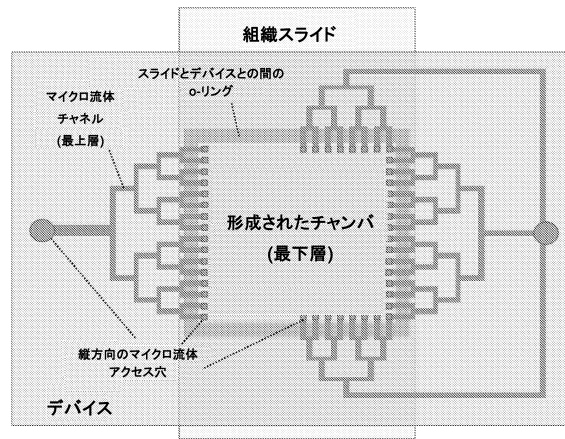 組織スライド
スライドとデバイスとの間の
o-リング
マイクロ流体
チャネル
(最上層)
形成されたチャンバ
(最下層)
縦方向のマイクロ流体
アクセス穴
デバイス